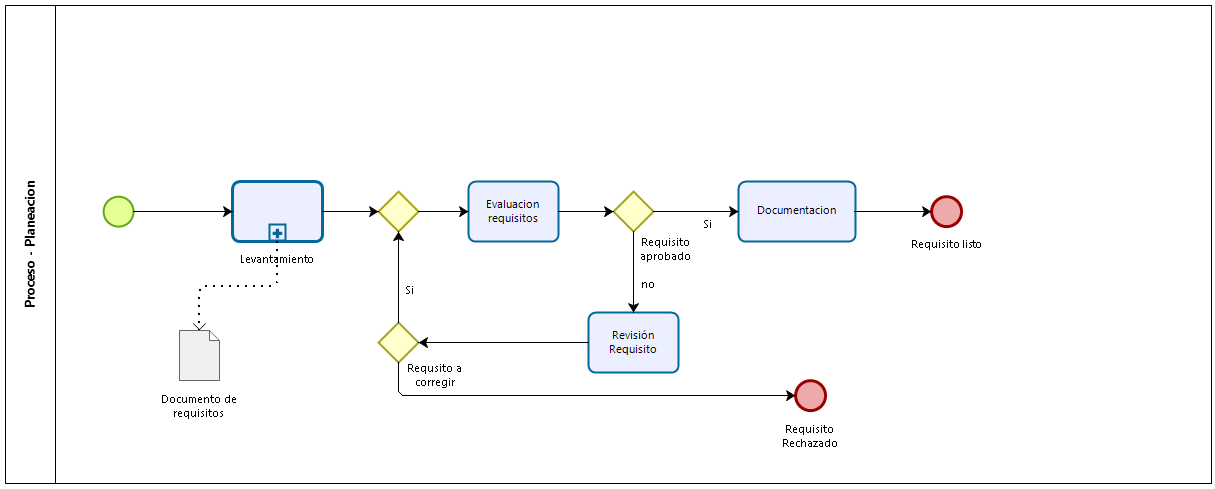 Proceso - Planeacion
Levantamiento
Documento de
requisitos
Evaluacion
requisitos
Requisito
aprobado
Si
Documentacion
Requisito listo
no
Revisión
Requisito
Si
Requsito a
corregir
Requisito
Rechazado